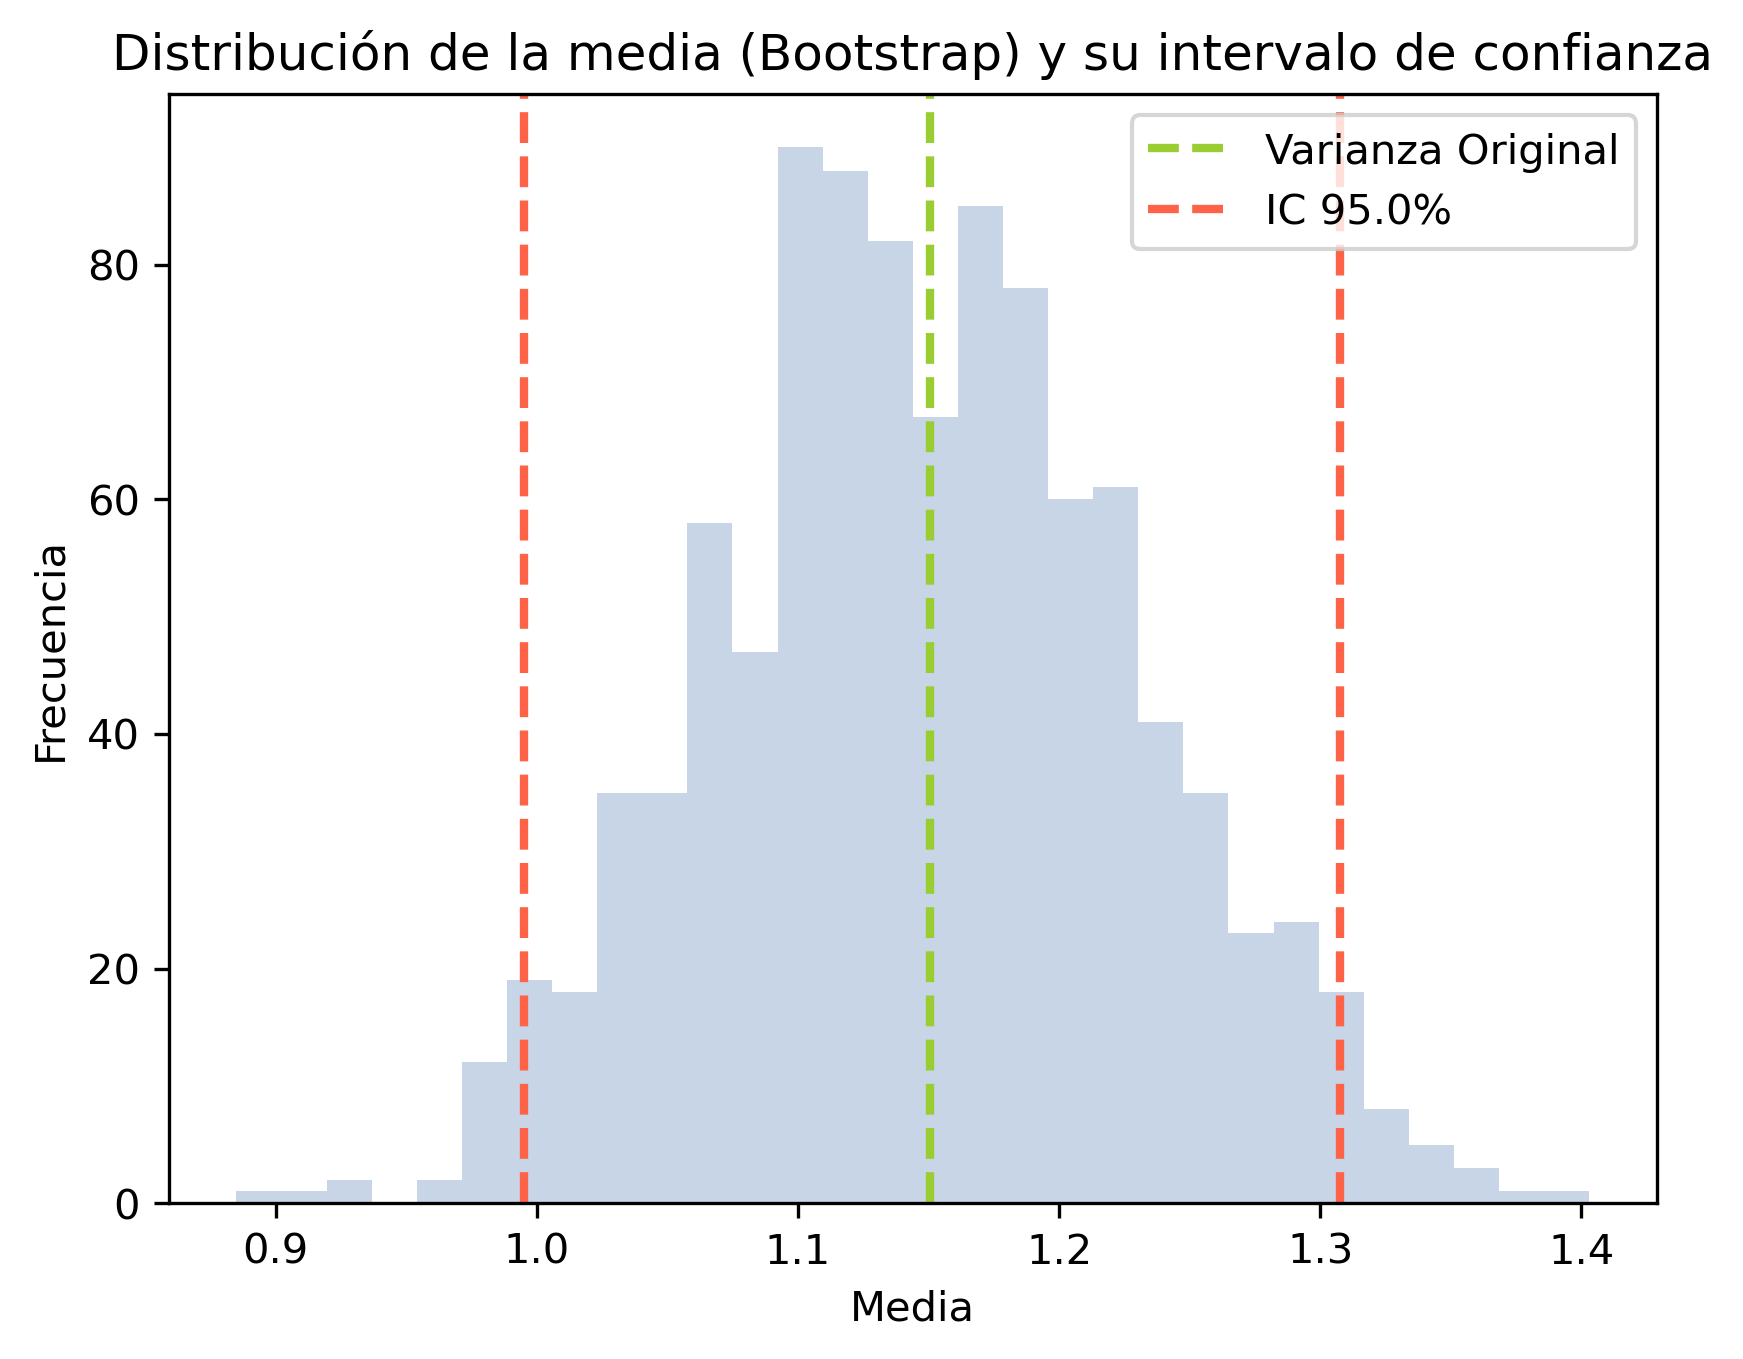 Distribución de la media (Bootstrap) y su intervalo de confianza
Varianza Original
IC 95.0%
80
60
40
20
0
Frecuencia
0.9 1.0 1.1 1.2 1.3 1.4
Media